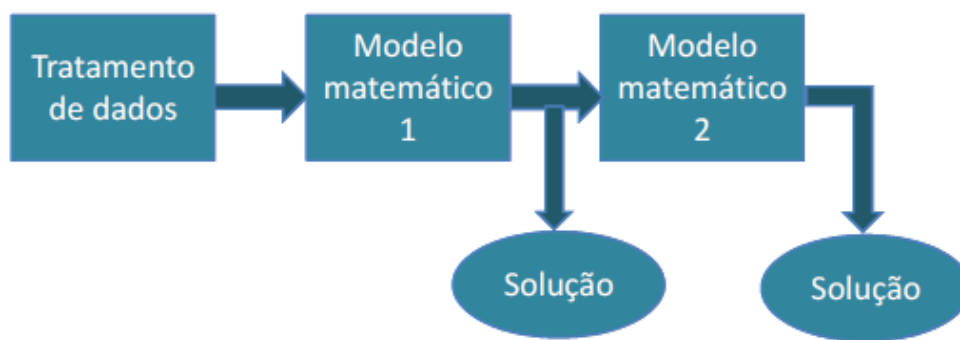 Tratamento
de dados
Modelo
matemático
1
Modelo
matemático
2
Solução
Solução